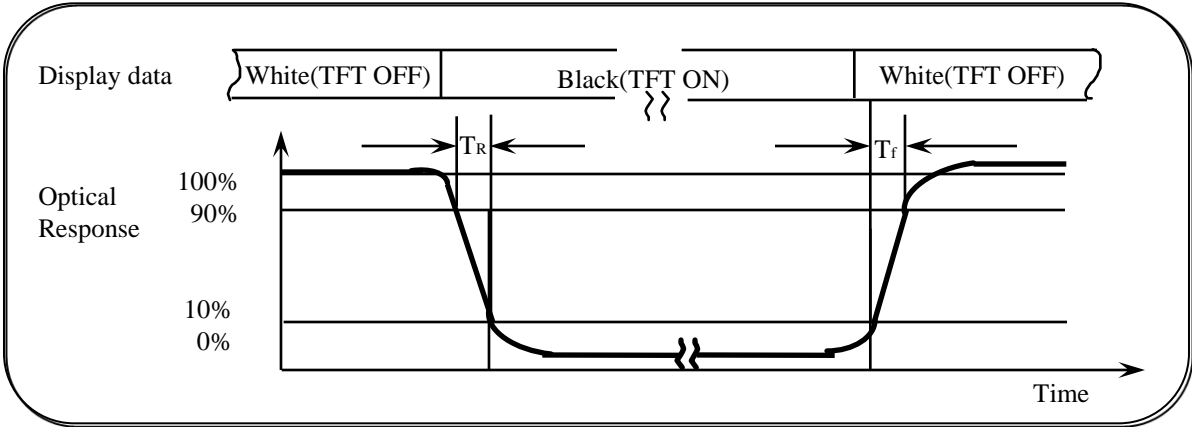 Display data White(TFT OFF) Black(TFT ON) White(TFT OFF)
TR Tf
100%
Optical
Response
90%
10%
0%
Time